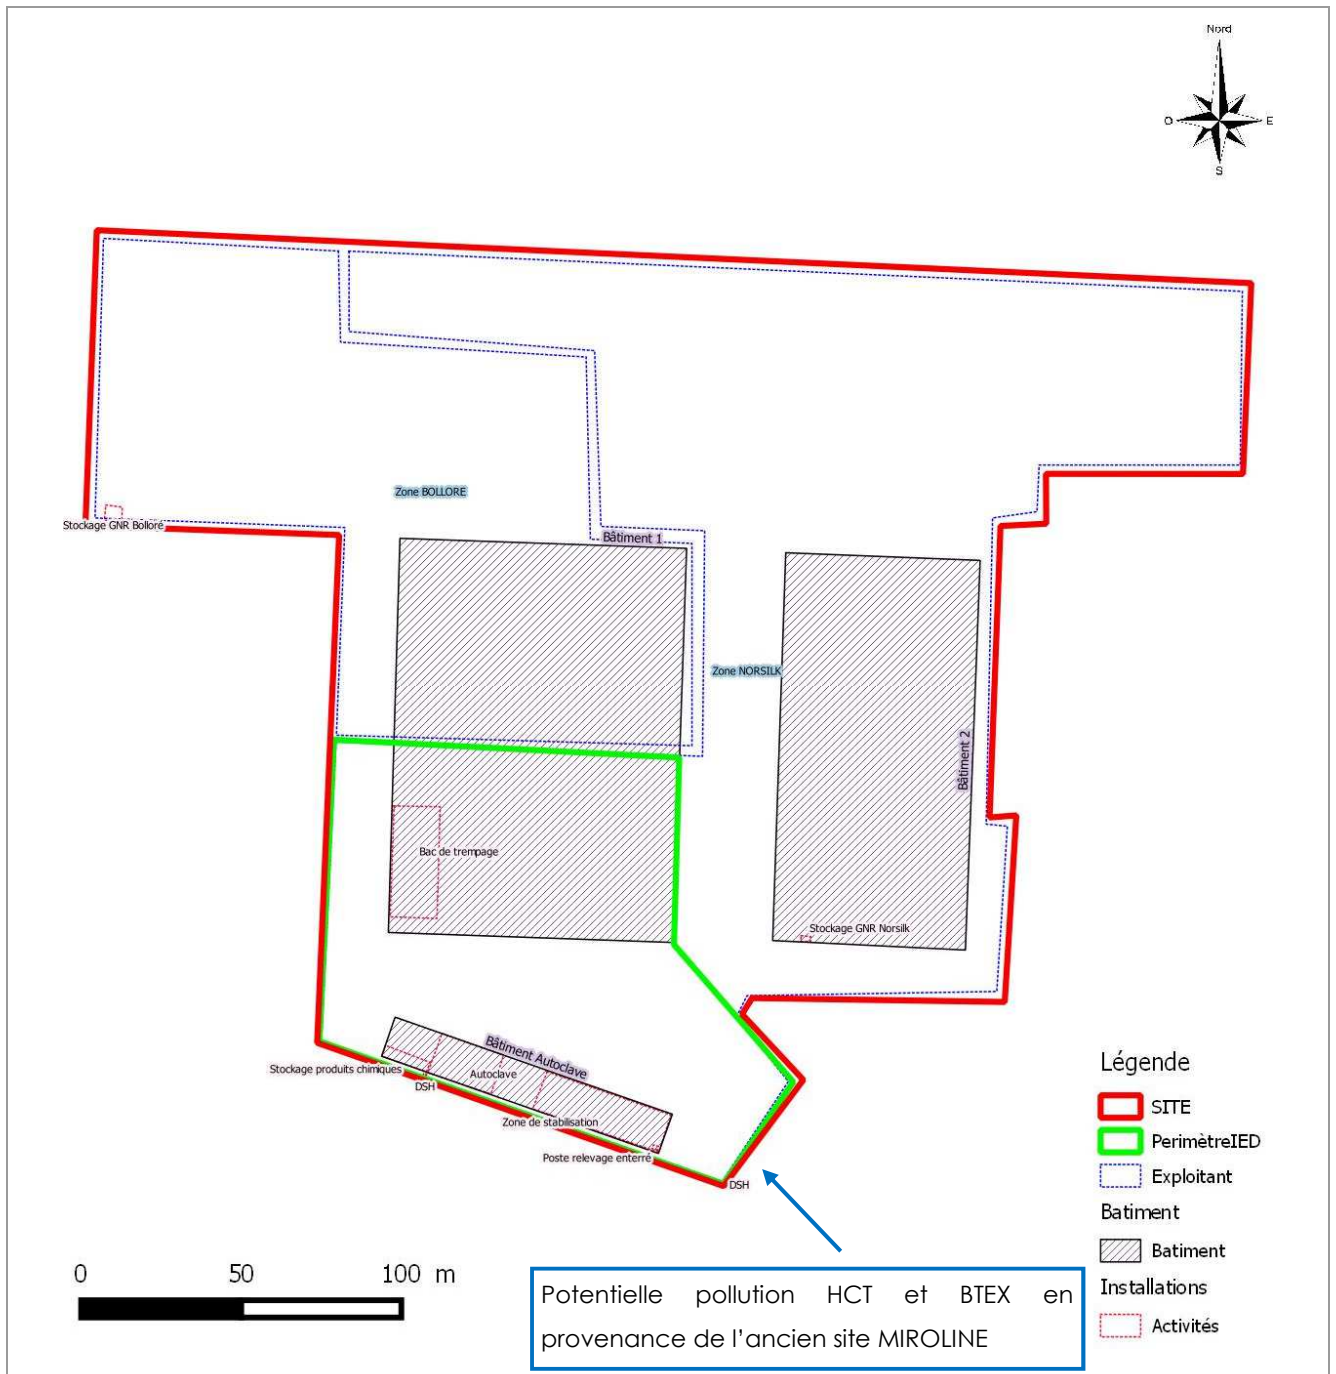 Nord
O
E
S
Zone BOLLORE
Stockage GNR Bolloré
Bâtiment 1
Zone NORSILK
Bâtiment 2
Bac de trempage
Stockage GNR Norsilk
Bâtiment Autoclave
Stockage produits chimiques
Autoclave
DSH
Zone de stabilisation
Poste relevage enterré
DSH
Légende
SITE
PerimètreIED
Exploitant
Batiment
Batiment
Installations
Activités
0 50 100 m
Potentielle pollution HCT et BTEX en
provenance de l'ancien site MIROLINE